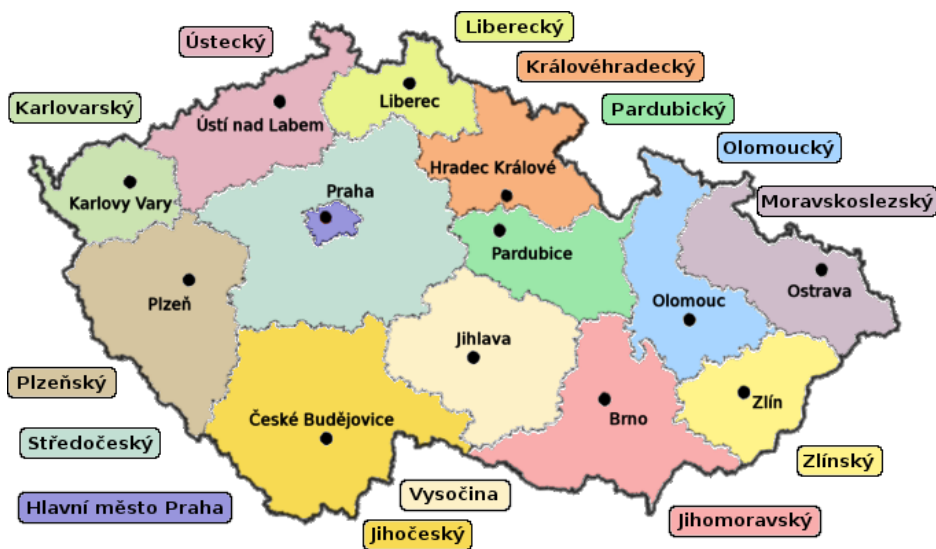 Liberecký
Ústecký
Královéhradecký
Karlovarský
Pardubický
Liberec
Ústí nad Labem
Olomoucký
Hradec Králové
Praha
Karlovy Vary
Moravskoslezský
Pardubice
Plzeň
Olomouc
Ostrava
Jihlava
Plzeňský
Zlín
České Budějovice
Brno
Středočeský
Zlínský
Vysočina
Hlavní město Praha
Jihomoravský
Jihočeský